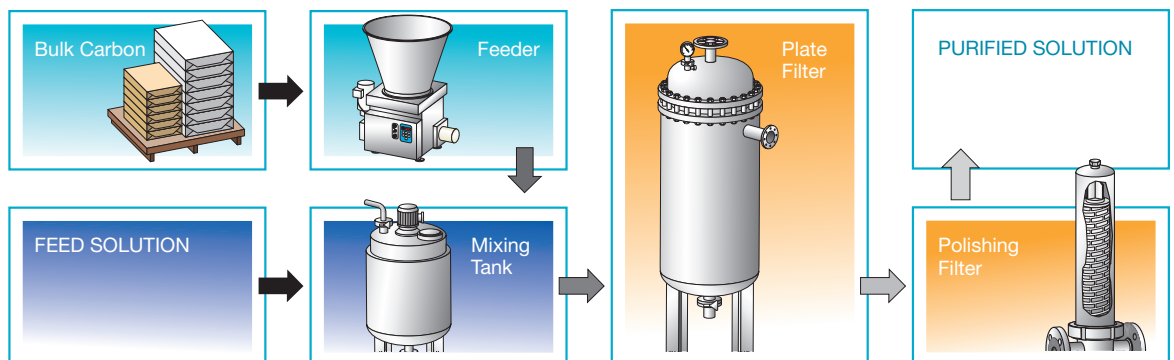 Bulk Carbon
Feeder
Plate
Filter
PURIFIED SOLUTION
FEED SOLUTION
Mixing
Tank
Polishing
Filter